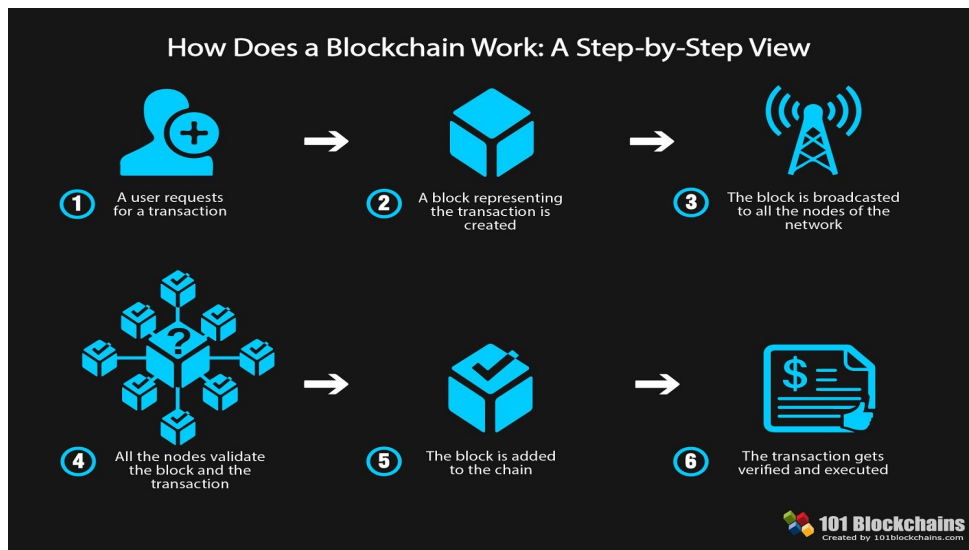 How Does a Blockchain Work: A Step-by-Step View
1
A user requests
for a transaction
2
A block representing
the transaction is
created
3
The block is broadcasted
to all the nodes of the
network
?
4
All the nodes validate
the block and the
transaction
5
The block is added
to the chain
$
6
The transaction gets
verified and executed
101 Blockchains
Created by 101blockchains.com